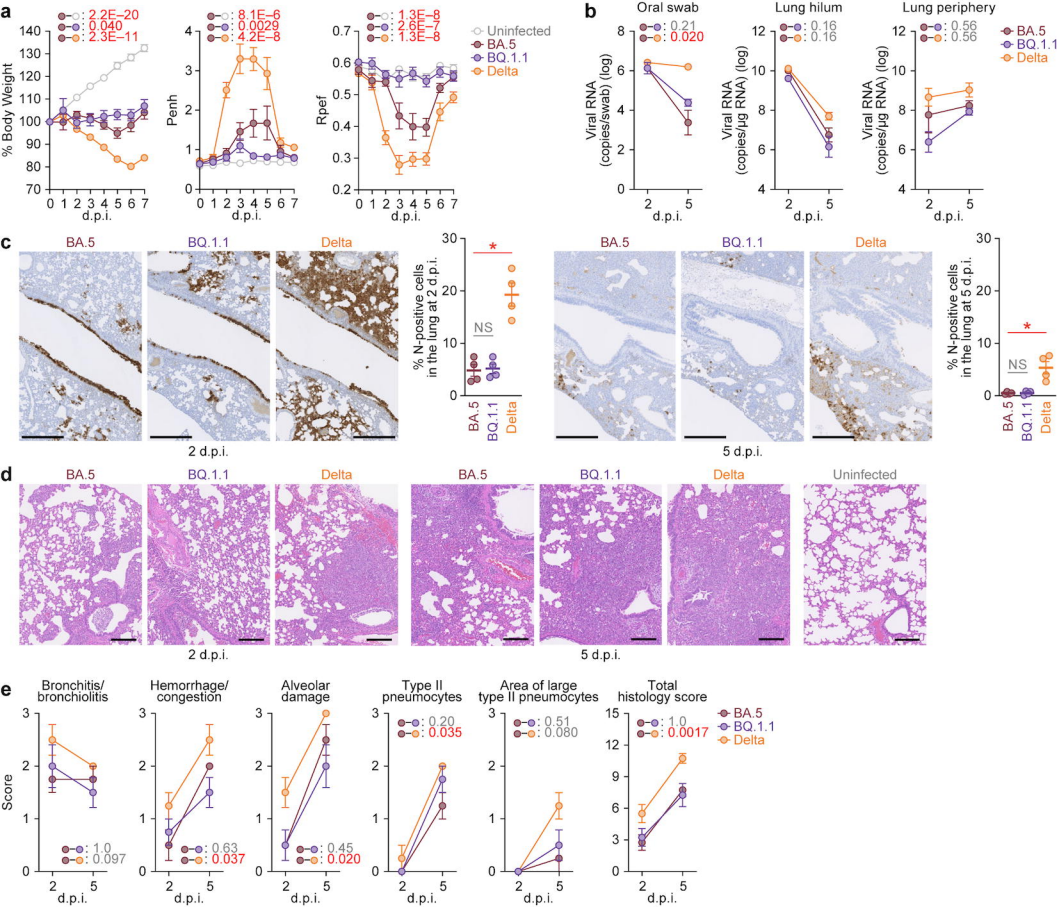 a
: 2.2E–20
: 0.040
: 2.3E–11
% Body Weight
140
130
120
110
100
90
80
70
0 1 2 3 4 5 6 7
d.p.i.
: 8.1E–6
: 0.0029
: 4.2E–8
Penh
4
3
2
1
0
0 1 2 3 4 5 6 7
d.p.i.
: 1.3E–8
: 2.6E–7
: 1.3E–8
Rpef
0.7
0.6
0.5
0.4
0.3
0.2
0 1 2 3 4 5 6 7
d.p.i.
Uninfected
BA.5
BQ.1.1
Delta
b
Oral swab
: 0.21
: 0.020
Viral RNA
(copies/swab) (log)
8
6
4
2
0
2 5
d.p.i.
Lung hilum
: 0.16
: 0.16
Viral RNA
(copies/μg RNA) (log)
12
10
8
6
4
2 5
d.p.i.
Lung periphery
: 0.56
: 0.56
Viral RNA
(copies/μg RNA) (log)
12
10
8
6
4
2 5
d.p.i.
BA.5
BQ.1.1
Delta
c
BA.5 BQ.1.1 Delta
2 d.p.i.
% N-positive cells
in the lung at 2 d.p.i.
30
20
10
0
*
NS
BA.5
BQ.1.1
Delta
BA.5 BQ.1.1 Delta
5 d.p.i.
% N-positive cells
in the lung at 5 d.p.i.
30
20
10
0
*
NS
BA.5
BQ.1.1
Delta
d
BA.5 BQ.1.1 Delta BA.5 BQ.1.1 Delta Uninfected
2 d.p.i. 5 d.p.i.
e
Bronchitis/
bronchiolitis
Score
3
2
1
0
: 1.0
: 0.097
2 5
d.p.i.
Hemorrhage/
congestion
3
2
1
0
: 0.63
: 0.037
2 5
d.p.i.
Alveolar
damage
3
2
1
0
: 0.45
: 0.020
2 5
d.p.i.
Type II
pneumocytes
: 0.20
: 0.035
3
2
1
0
2 5
d.p.i.
Area of large
type II pneumocytes
: 0.51
: 0.080
3
2
1
0
2 5
d.p.i.
Total
histology score
: 1.0
: 0.0017
15
12
9
6
3
0
2 5
d.p.i.
BA.5
BQ.1.1
Delta